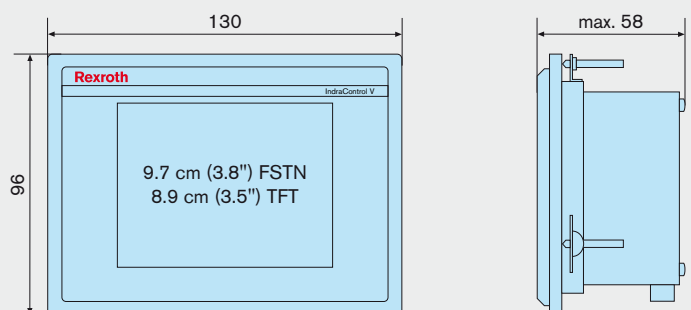 130
max. 58
Rexroth
IndraControl V
96
9.7 cm (3.8") FSTN
8.9 cm (3.5") TFT